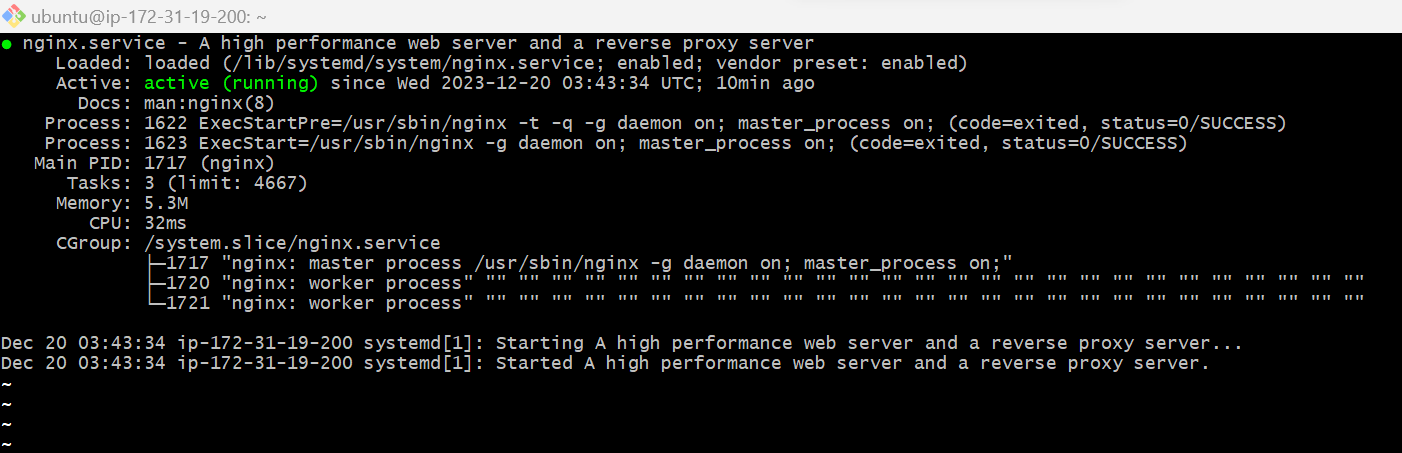 ubuntu@ip-172-31-19-200: ~
● nginx.service - A high performance web server and a reverse proxy server
     Loaded: loaded (/lib/systemd/system/nginx.service; enabled; vendor preset: enabled)
     Active: active (running) since Wed 2023-12-20 03:43:34 UTC; 10min ago
       Docs: man:nginx(8)
    Process: 1622 ExecStartPre=/usr/sbin/nginx -t -q -g daemon on; master_process on; (code=exited, status=0/SUCCESS)
    Process: 1623 ExecStart=/usr/sbin/nginx -g daemon on; master_process on; (code=exited, status=0/SUCCESS)
   Main PID: 1717 (nginx)
      Tasks: 3 (limit: 4667)
     Memory: 5.3M
        CPU: 32ms
     CGroup: /system.slice/nginx.service
             ├─1717 "nginx: master process /usr/sbin/nginx -g daemon on; master_process on;"
             ├─1720 "nginx: worker process" "" "" "" "" "" "" "" "" "" "" "" "" "" "" "" "" "" "" "" "" "" "" "" "" "" "" ""
             └─1721 "nginx: worker process" "" "" "" "" "" "" "" "" "" "" "" "" "" "" "" "" "" "" "" "" "" "" "" "" "" "" ""

Dec 20 03:43:34 ip-172-31-19-200 systemd[1]: Starting A high performance web server and a reverse proxy server...
Dec 20 03:43:34 ip-172-31-19-200 systemd[1]: Started A high performance web server and a reverse proxy server.
~
~
~
~